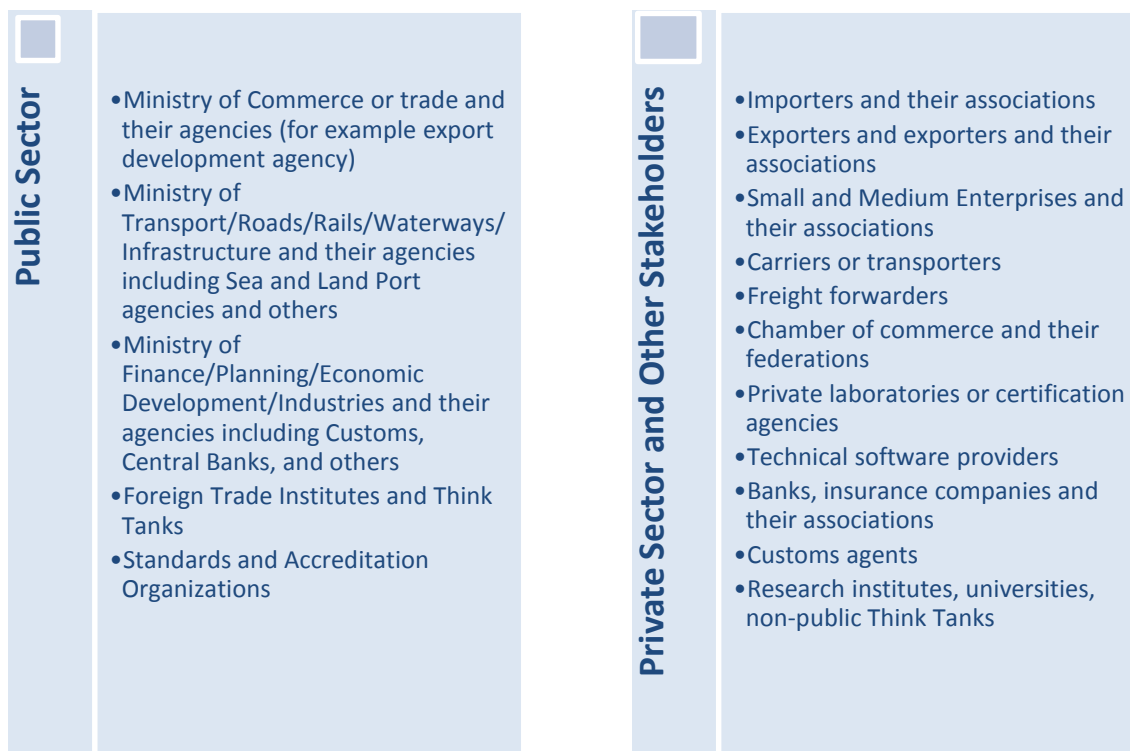 Public Sector
•Ministry of Commerce or trade and
their agencies (for example export
development agency)
•Ministry of
Transport/Roads/Rails/Waterways/
Infrastructure and their agencies
including Sea and Land Port
agencies and others
•Ministry of
Finance/Planning/Economic
Development/Industries and their
agencies including Customs,
Central Banks, and others
•Foreign Trade Institutes and Think
Tanks
•Standards and Accreditation
Organizations
Private Sector and Other Stakeholders
•Importers and their associations
•Exporters and exporters and their
associations
•Small and Medium Enterprises and
their associations
•Carriers or transporters
•Freight forwarders
•Chamber of commerce and their
federations
•Private laboratories or certification
agencies
•Technical software providers
•Banks, insurance companies and
their associations
•Customs agents
•Research institutes, universities,
non-public Think Tanks